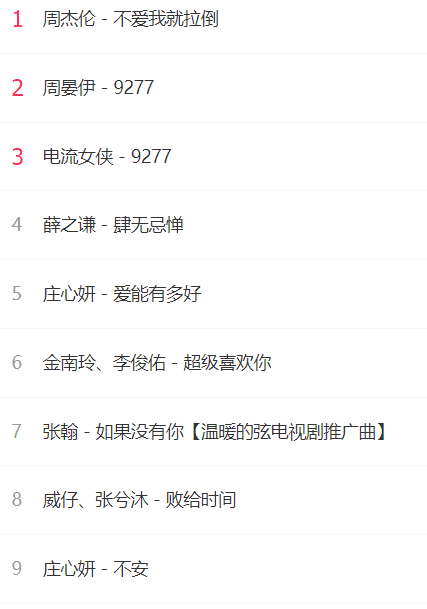 1 周杰伦 - 不爱我就拉倒
2 周晏伊 - 9277
3 电流女侠 - 9277
4 薛之谦 - 肆无忌惮
5 庄心妍 - 爱能有多好
6 金南玲、李俊佑 - 超级喜欢你
7 张翰 - 如果没有你【温暖的弦电视剧推广曲】
8 威仔、张兮沐 - 败给时间
9 庄心妍 - 不安